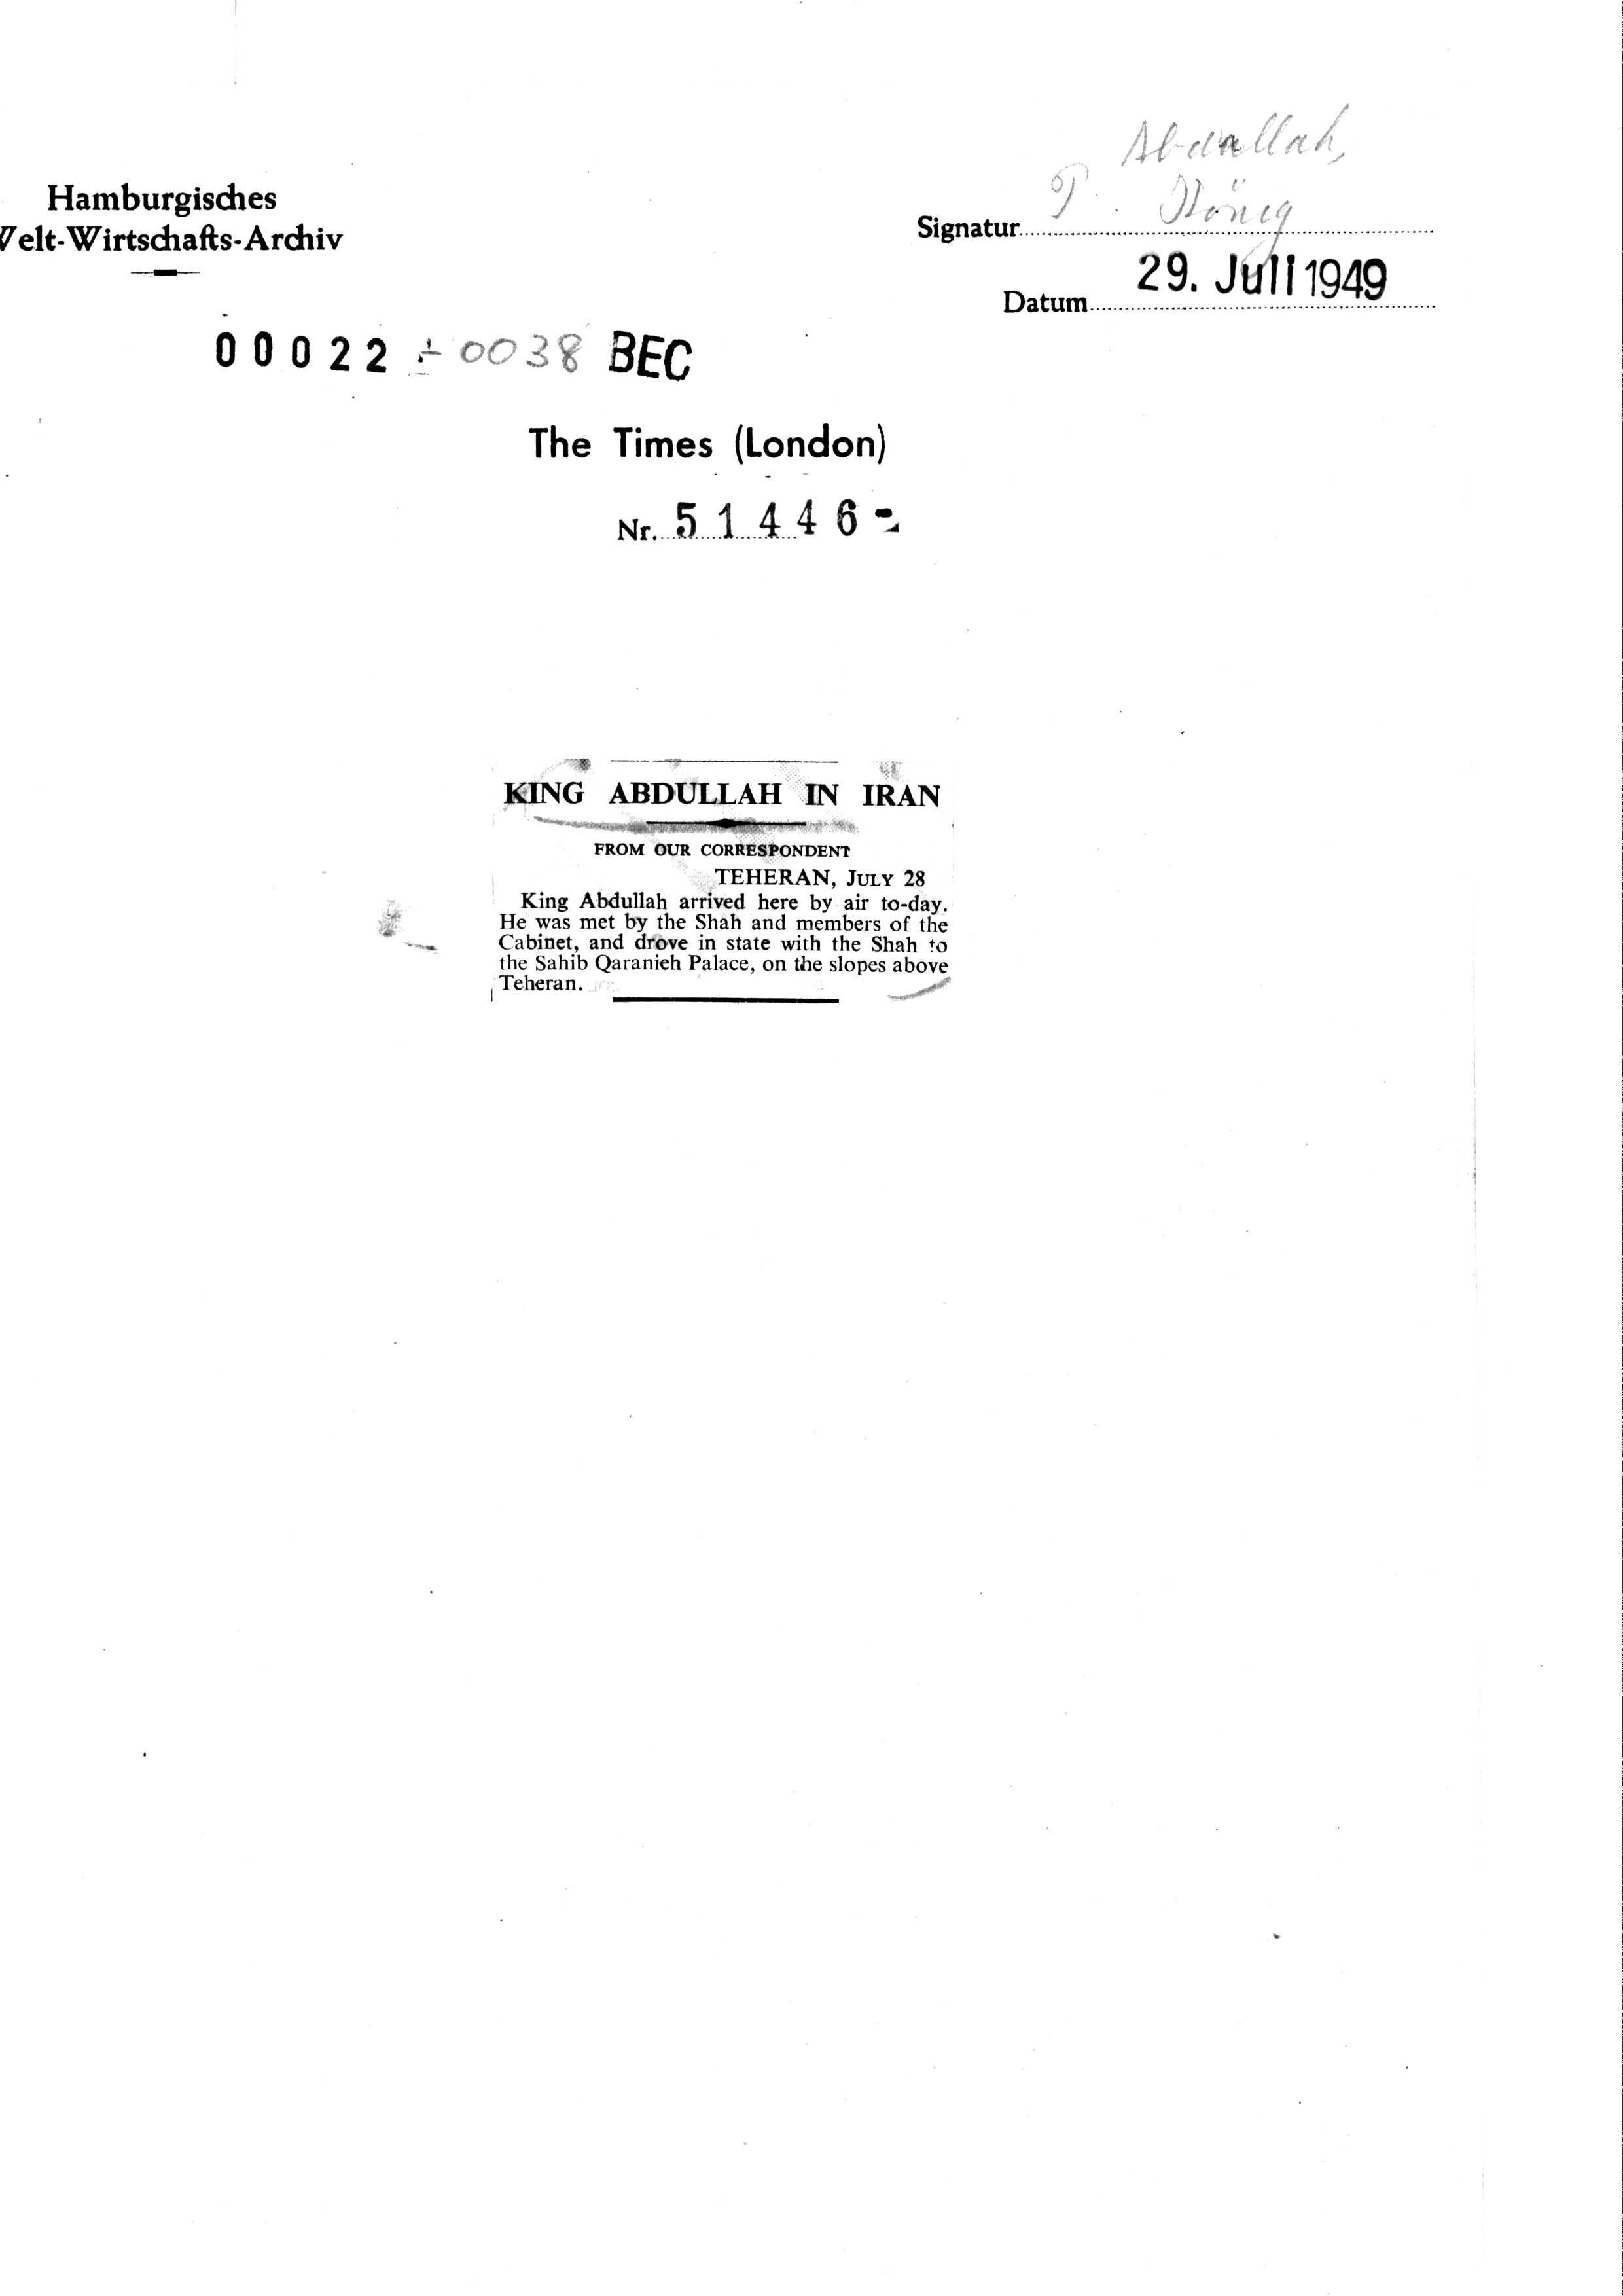 Hamburgisches
Welt-Wirtschafts-Archiv
Abdallah,
Signatur P. König
Datum 29. Juli 1949
00022 - 0038 BEC
The Times (London)
Nr. 51446-
KING ABDULLAH IN IRAN
FROM OUR CORRESPONDENT
TEHERAN, JULY 28
King Abdullah arrived here by air to-day.
He was met by the Shah and members of the
Cabinet, and drove in state with the Shah to
the Sahib Qaranieh Palace, on the slopes above
Teheran.